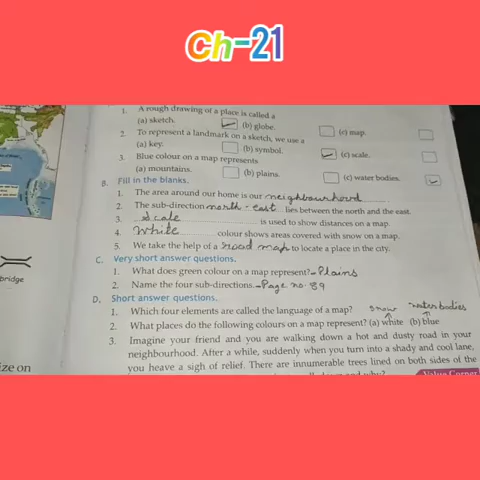 Ch-21
1. A rough drawing of a place is called a
(a) sketch. (b) globe. (c) map.
2. To represent a landmark on a sketch, we use a
(a) key. (b) symbol. (c) scale.
3. Blue colour on a map represents
(a) mountains. (b) plains. (c) water bodies.
B. Fill in the blanks.
1. The area around our home is our neighbourhood
2. The sub-direction north-east lies between the north and the east.
3. Scale is used to show distances on a map.
4. White colour shows areas covered with snow on a map.
5. We take the help of a road map to locate a place in the city.
C. Very short answer questions.
1. What does green colour on a map represent? - Plains
2. Name the four sub-directions. - Page no. 89
D. Short answer questions.
1. Which four elements are called the language of a map? snow water bodies
2. What places do the following colours on a map represent? (a) white (b) blue
3. Imagine your friend and you are walking down a hot and dusty road in your
neighbourhood. After a while, suddenly when you turn into a shady and cool lane,
you heave a sigh of relief. There are innumerable trees lined on both sides of the
and why?
Value Corner
bridge
ize on